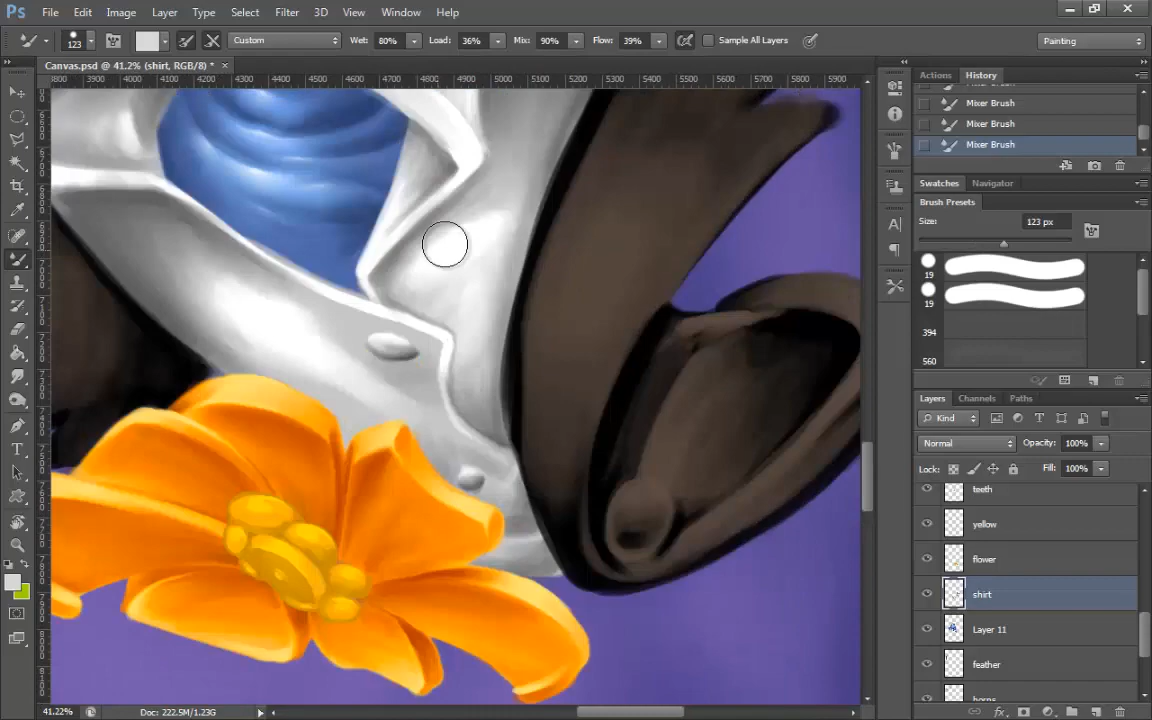 Ps File Edit Image Layer Type Select Filter 3D View Window Help
123 Custom Wet: 80% Load: 36% Mix: 90% Flow: 39% Sample All Layers Painting
Canvas.psd @ 41.2% (shirt, RGB/8) * ×
3900 4000 4100 4200 4300 4400 4500 4600 4700 4800 4900 5000 5100 5200 5300 5400 5500 5600 5700 5800 5900
Actions History
Mixer Brush
Mixer Brush
Mixer Brush
Swatches Navigator
Brush Presets
Size: 123 px
19
19
394
560
Layers Channels Paths
Kind
Normal Opacity: 100%
Lock: Fill: 100%
teeth
yellow
flower
shirt
Layer 11
feather
horns
fx
41.22% Doc: 222.5M/1.23G